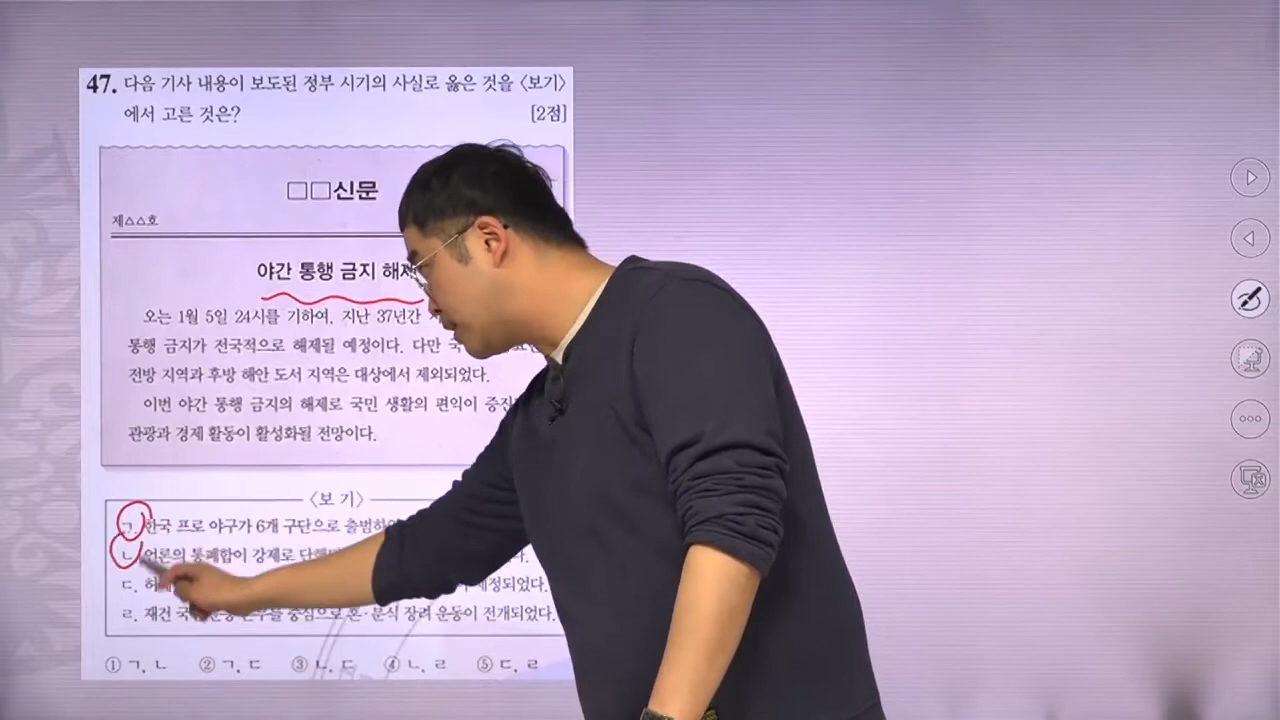 47. 다음 기사 내용이 보도된 정부 시기의 사실로 옳은 것을 〈보기〉
에서 고른 것은? [2점]
□□신문
제△△호
야간 통행 금지 해제
오는 1월 5일 24시를 기하여, 지난 37년간
통행 금지가 전국적으로 해제될 예정이다. 다만
전방 지역과 후방 해안 도서 지역은 대상에서 제외되었다.
이번 야간 통행 금지의 해제로 국민 생활의 편익이
관광과 경제 활동이 활성화될 전망이다.
〈보 기〉
ㄱ. 한국 프로 야구가 6개 구단으로
ㄴ. 언론의 통폐합이 강제로
ㄷ. 제정되었다.
ㄹ. 재건 중심으로 혼·분식 장려 운동이 전개되었다.
① ㄱ, ㄴ ② ㄱ, ㄷ ③ ㄴ, ㄷ ④ ㄴ, ㄹ ⑤ ㄷ, ㄹ